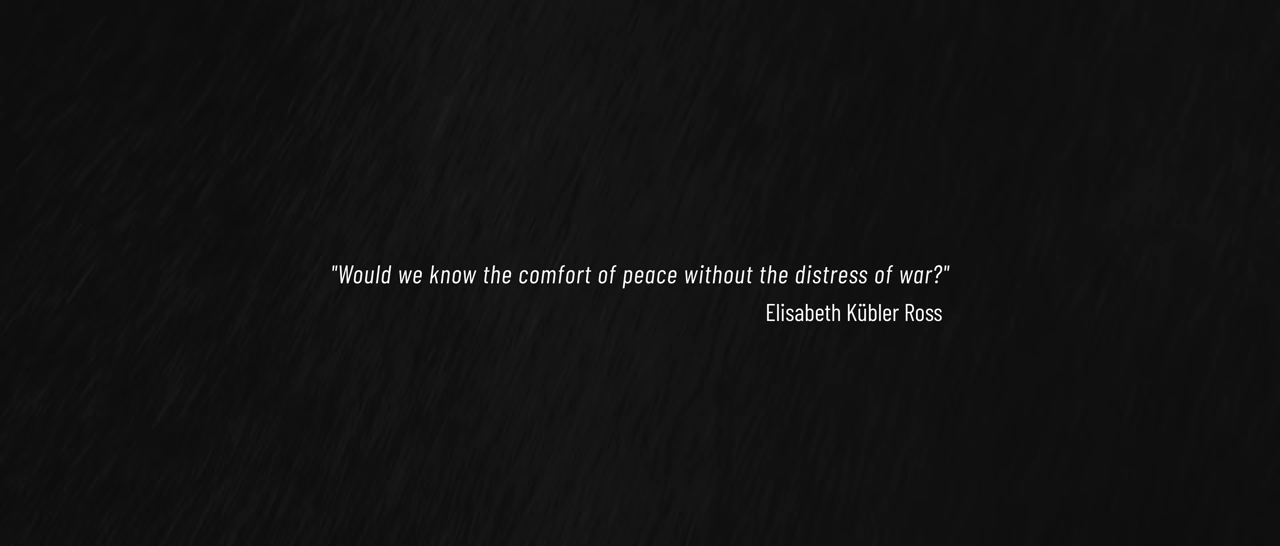 "Would we know the comfort of peace without the distress of war?"
Elisabeth Kübler Ross